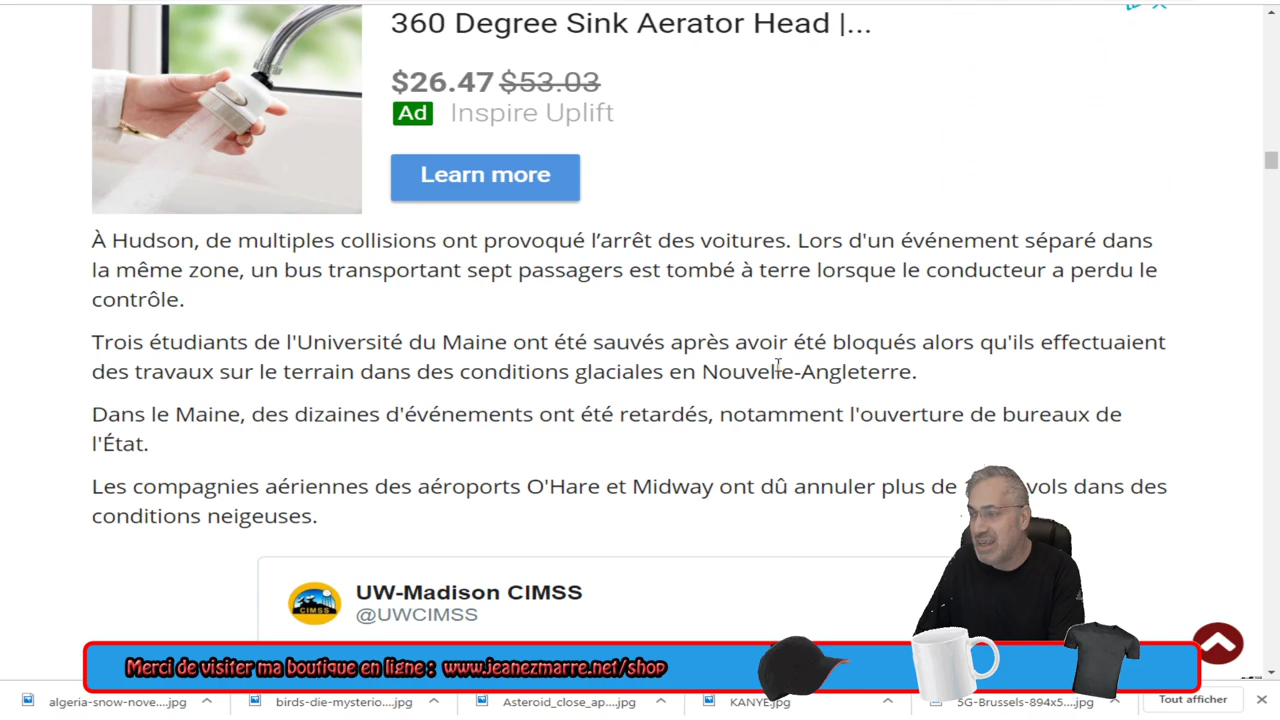 360 Degree Sink Aerator Head |...
$26.47 $53.03
Ad Inspire Uplift
Learn more
À Hudson, de multiples collisions ont provoqué l’arrêt des voitures. Lors d'un événement séparé dans
la même zone, un bus transportant sept passagers est tombé à terre lorsque le conducteur a perdu le
contrôle.
Trois étudiants de l'Université du Maine ont été sauvés après avoir été bloqués alors qu'ils effectuaient
des travaux sur le terrain dans des conditions glaciales en Nouvelle-Angleterre.
Dans le Maine, des dizaines d'événements ont été retardés, notamment l'ouverture de bureaux de
l'État.
Les compagnies aériennes des aéroports O'Hare et Midway ont dû annuler plus de vols dans des
conditions neigeuses.
UW-Madison CIMSS
@UWCIMSS
CIMSS
Merci de visiter ma boutique en ligne : www.jeanezmarre.net/shop
algeria-snow-nove....jpg
birds-die-mysterio....jpg
Asteroid_close_ap....jpg
KANYE.jpg
5G-Brussels-894x5....jpg
Tout afficher